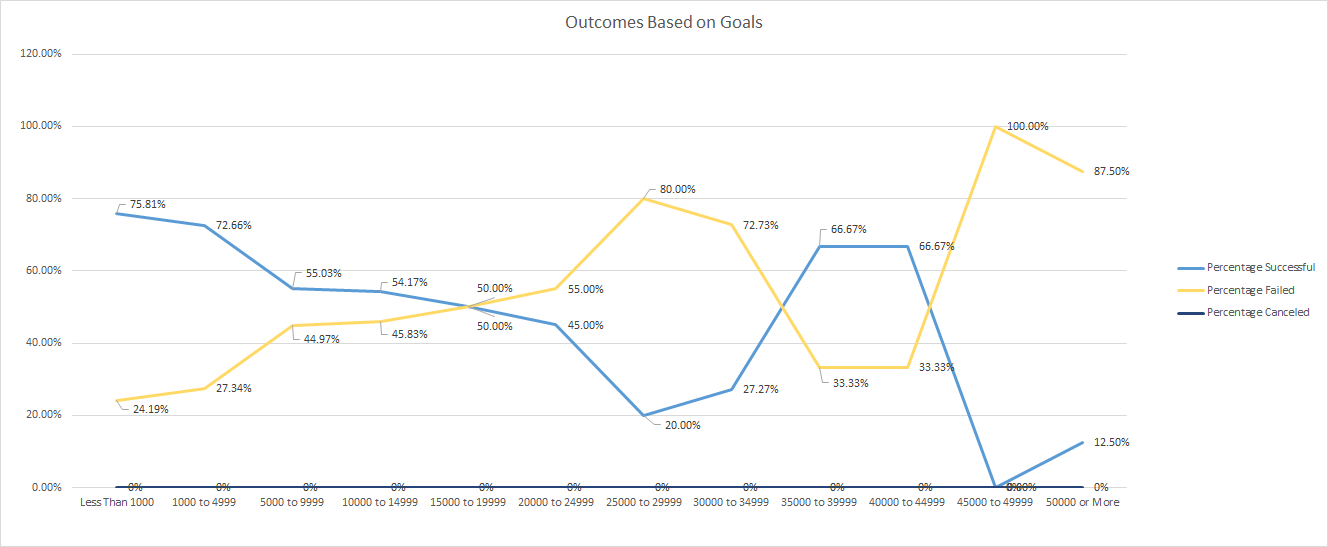 Outcomes Based on Goals
120.00%
100.00%
80.00%
60.00%
40.00%
20.00%
0.00%
75.81%
72.66%
55.03%
54.17%
50.00%
45.00%
20.00%
27.27%
66.67%
66.67%
0.00%
12.50%
24.19%
27.34%
44.97%
45.83%
50.00%
55.00%
80.00%
72.73%
33.33%
33.33%
100.00%
87.50%
0%
0%
0%
0%
0%
0%
0%
0%
0%
0%
0%
0%
Less Than 1000
1000 to 4999
5000 to 9999
10000 to 14999
15000 to 19999
20000 to 24999
25000 to 29999
30000 to 34999
35000 to 39999
40000 to 44999
45000 to 49999
50000 or More
Percentage Successful
Percentage Failed
Percentage Canceled